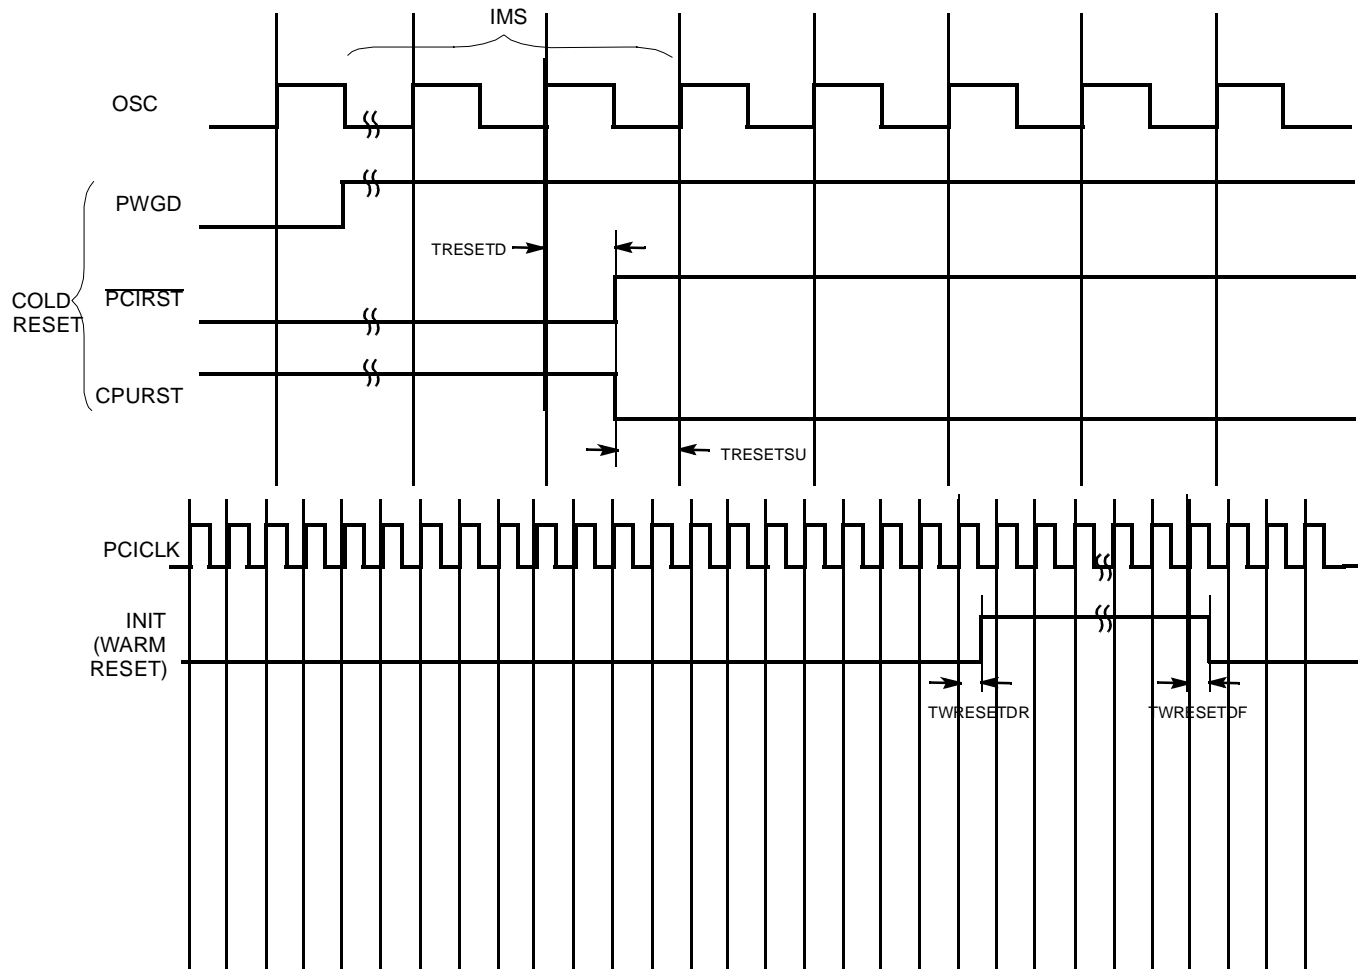 IMS
OSC
PWGD
TRESETD
PCIRST
COLD
RESET
CPURST
TRESETSU
PCICLK
INIT
(WARM
RESET)
TWRESETDR
TWRESETDF